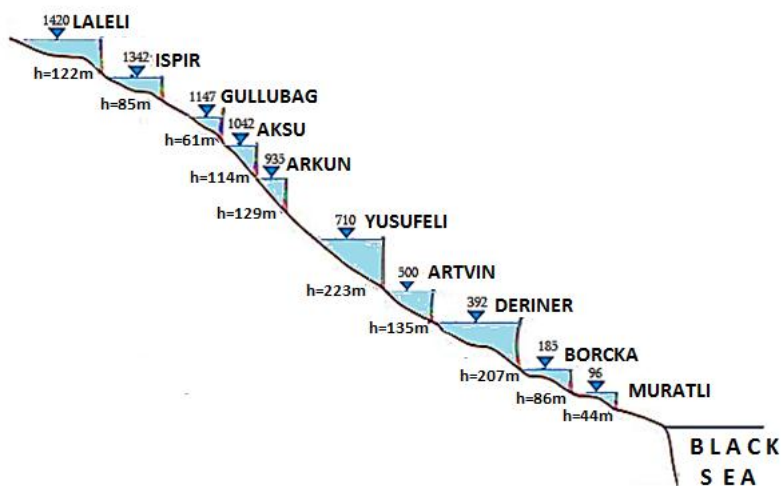 1420 LALELI
h=122m
1342 ISPIR
h=85m
1147 GULLUBAG
h=61m
1042 AKSU
h=114m
935 ARKUN
h=129m
710 YUSUFELI
h=223m
500 ARTVIN
h=135m
392 DERINER
h=207m
185 BORCKA
h=86m
96 MURATLI
h=44m
BLACK
SEA